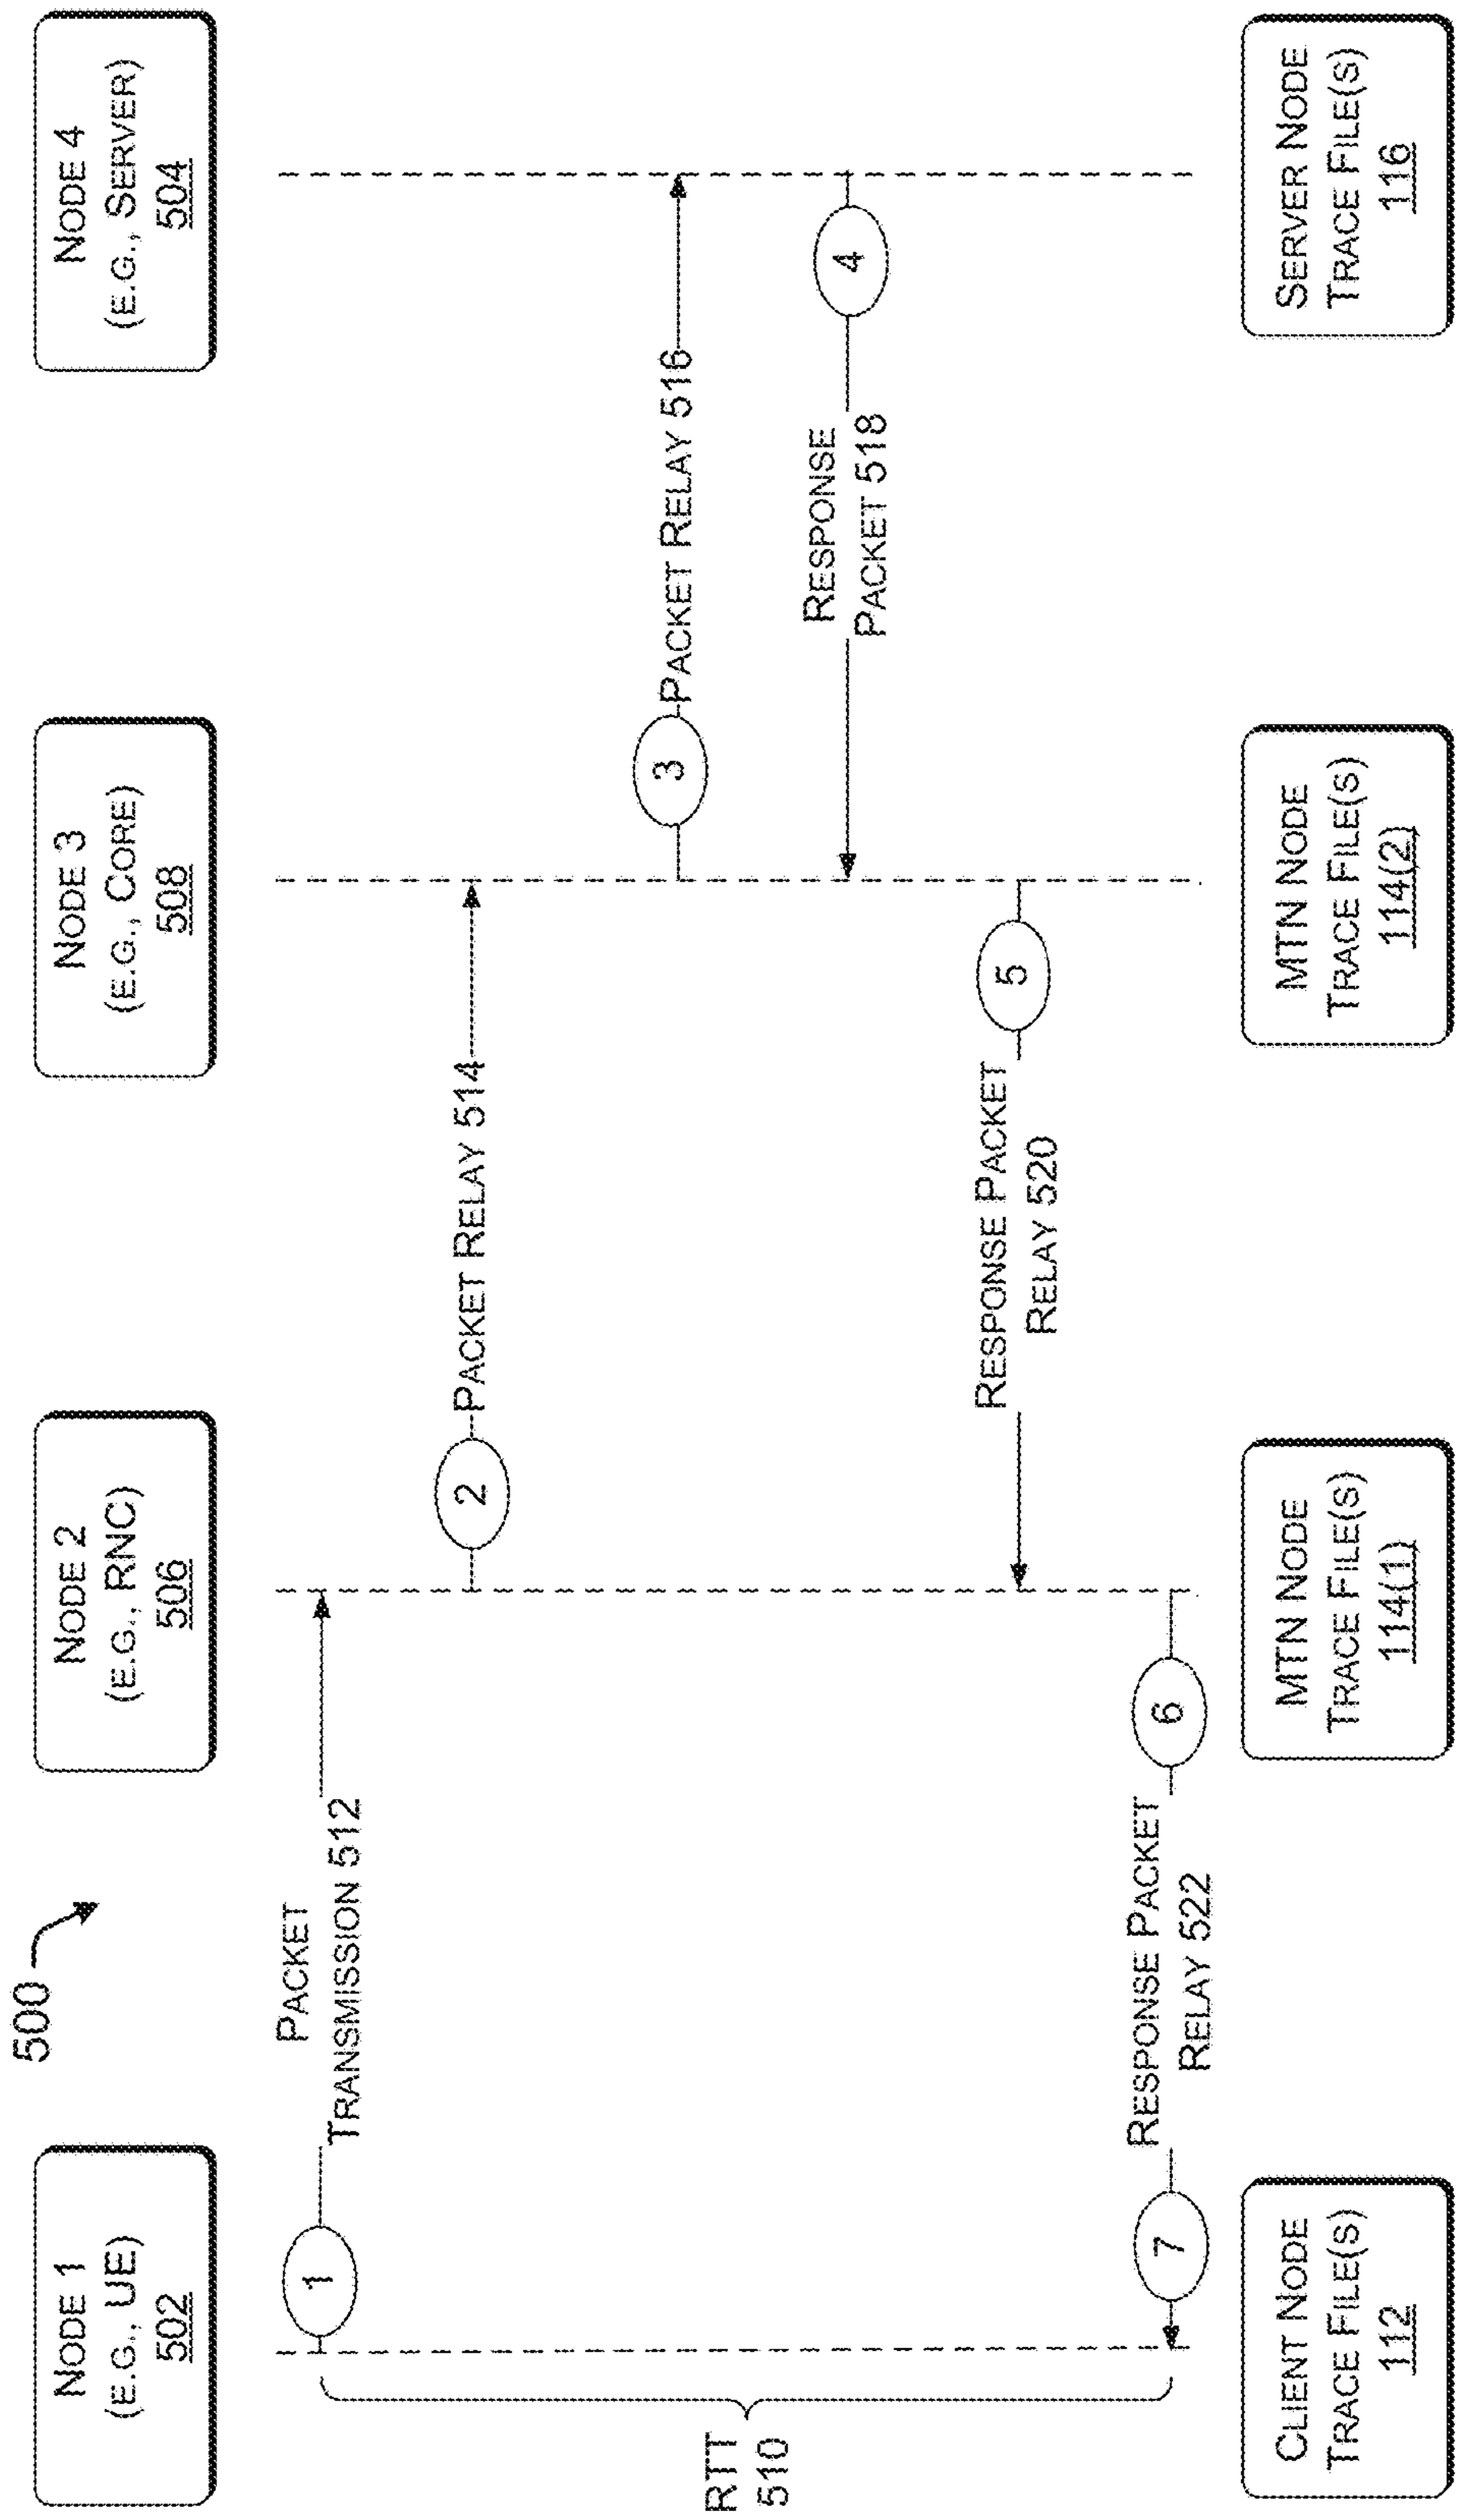 500
NODE 1
(E.G., UE)
502
NODE 2
(E.G., RNC)
506
NODE 3
(E.G., CORE)
508
NODE 4
(E.G., SERVER)
504
1
PACKET
TRANSMISSION 512
2
PACKET RELAY 514
3
PACKET RELAY 516
RTT
510
4
RESPONSE
PACKET 518
5
RESPONSE PACKET
RELAY 520
6
RESPONSE PACKET
RELAY 522
7
CLIENT NODE
TRACE FILE(S)
112
MTN NODE
TRACE FILE(S)
114(1)
MTN NODE
TRACE FILE(S)
114(2)
SERVER NODE
TRACE FILE(S)
116